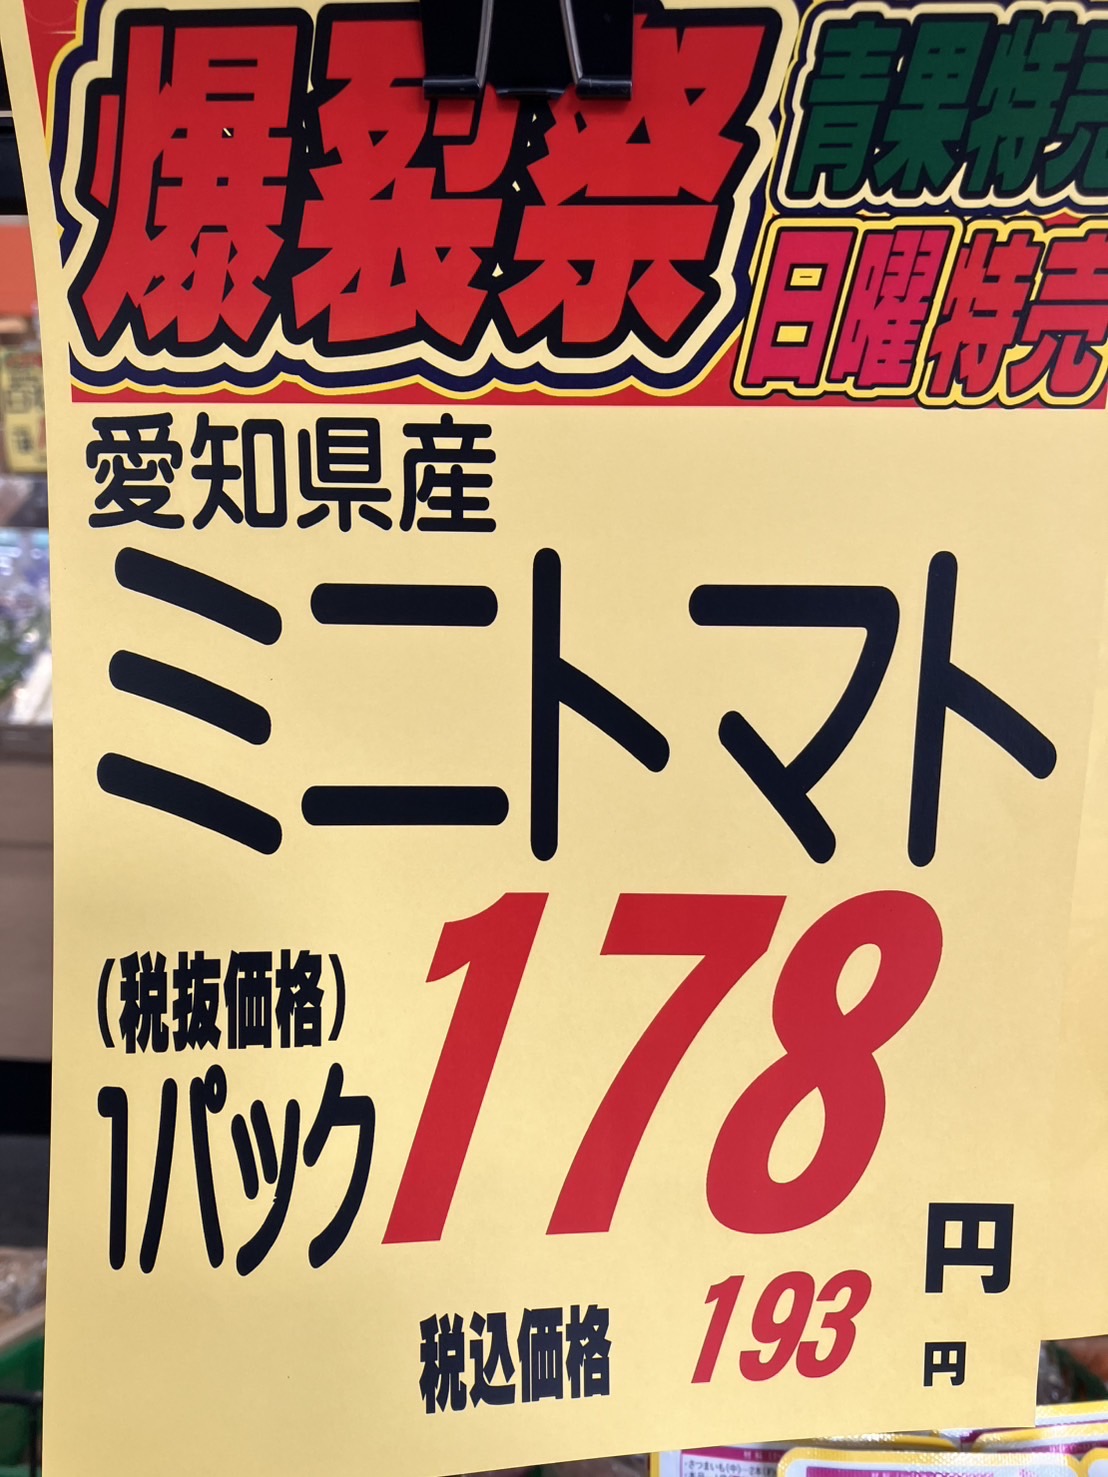 爆裂祭
青果特売
日曜特売
愛知県産
ミニトマト
(税抜価格)
1パック
178
円
税込価格 193 円